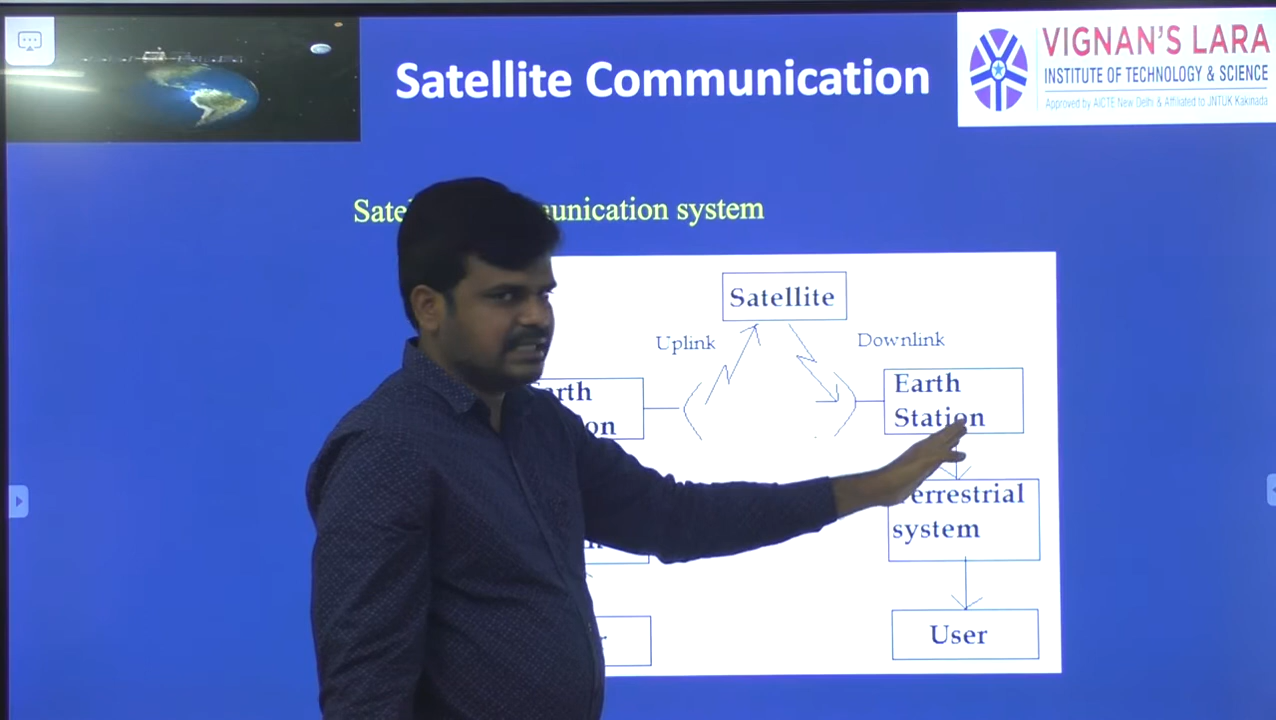 Satellite Communication
VIGNAN'S LARA
INSTITUTE OF TECHNOLOGY & SCIENCE
Approved by AICTE New Delhi & Affiliated to JNTUK Kakinada
system
Satellite
Uplink
Downlink
Earth
Station
system
User